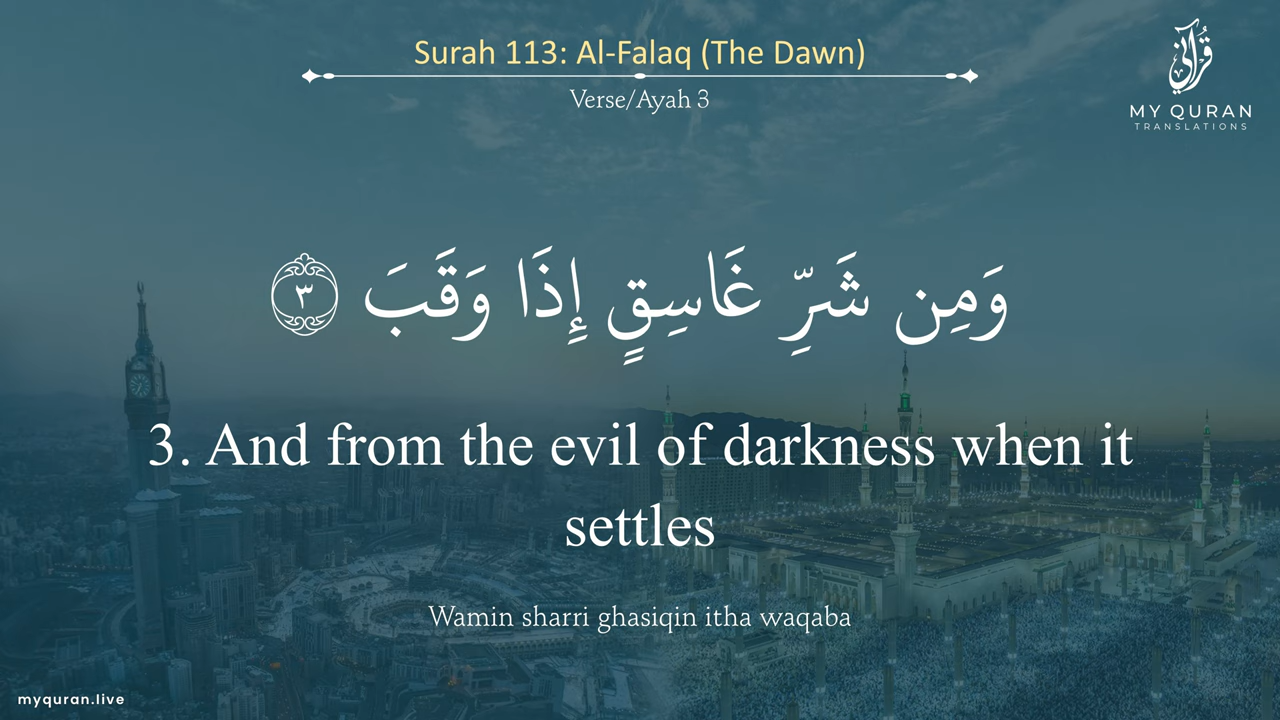 Surah 113: Al-Falaq (The Dawn)
Verse/Ayah 3
قرآني
MY QURAN
TRANSLATIONS
وَمِن شَرِّ غَاسِقٍ إِذَا وَقَبَ ٣
3. And from the evil of darkness when it
settles
Wamin sharri ghasiqin itha waqaba
myquran.live